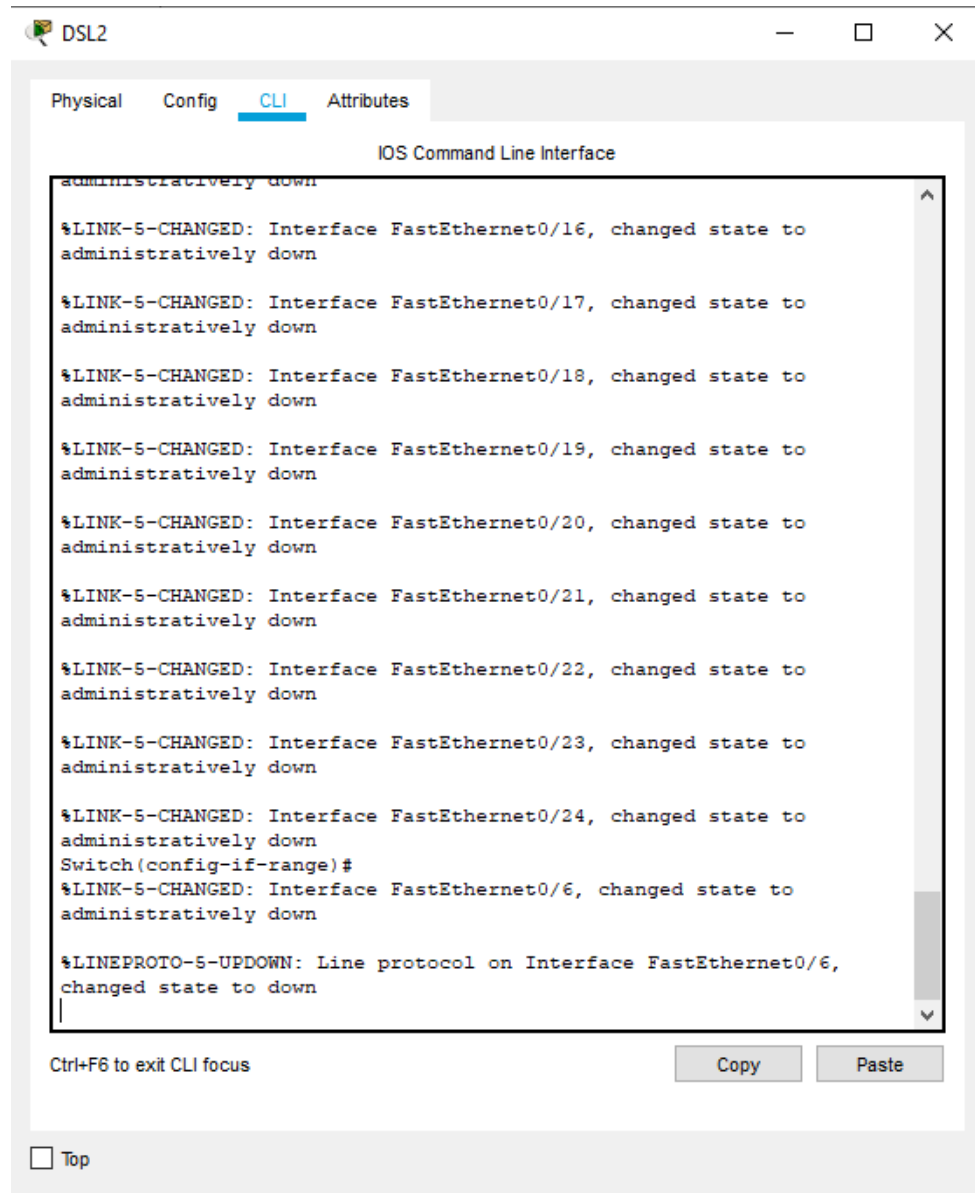 DSL2
Physical Config CLI Attributes
IOS Command Line Interface
administratively down
%LINK-5-CHANGED: Interface FastEthernet0/16, changed state to
administratively down
%LINK-5-CHANGED: Interface FastEthernet0/17, changed state to
administratively down
%LINK-5-CHANGED: Interface FastEthernet0/18, changed state to
administratively down
%LINK-5-CHANGED: Interface FastEthernet0/19, changed state to
administratively down
%LINK-5-CHANGED: Interface FastEthernet0/20, changed state to
administratively down
%LINK-5-CHANGED: Interface FastEthernet0/21, changed state to
administratively down
%LINK-5-CHANGED: Interface FastEthernet0/22, changed state to
administratively down
%LINK-5-CHANGED: Interface FastEthernet0/23, changed state to
administratively down
%LINK-5-CHANGED: Interface FastEthernet0/24, changed state to
administratively down
Switch(config-if-range)#
%LINK-5-CHANGED: Interface FastEthernet0/6, changed state to
administratively down
%LINEPROTO-5-UPDOWN: Line protocol on Interface FastEthernet0/6,
changed state to down
Ctrl+F6 to exit CLI focus
Copy Paste
Top